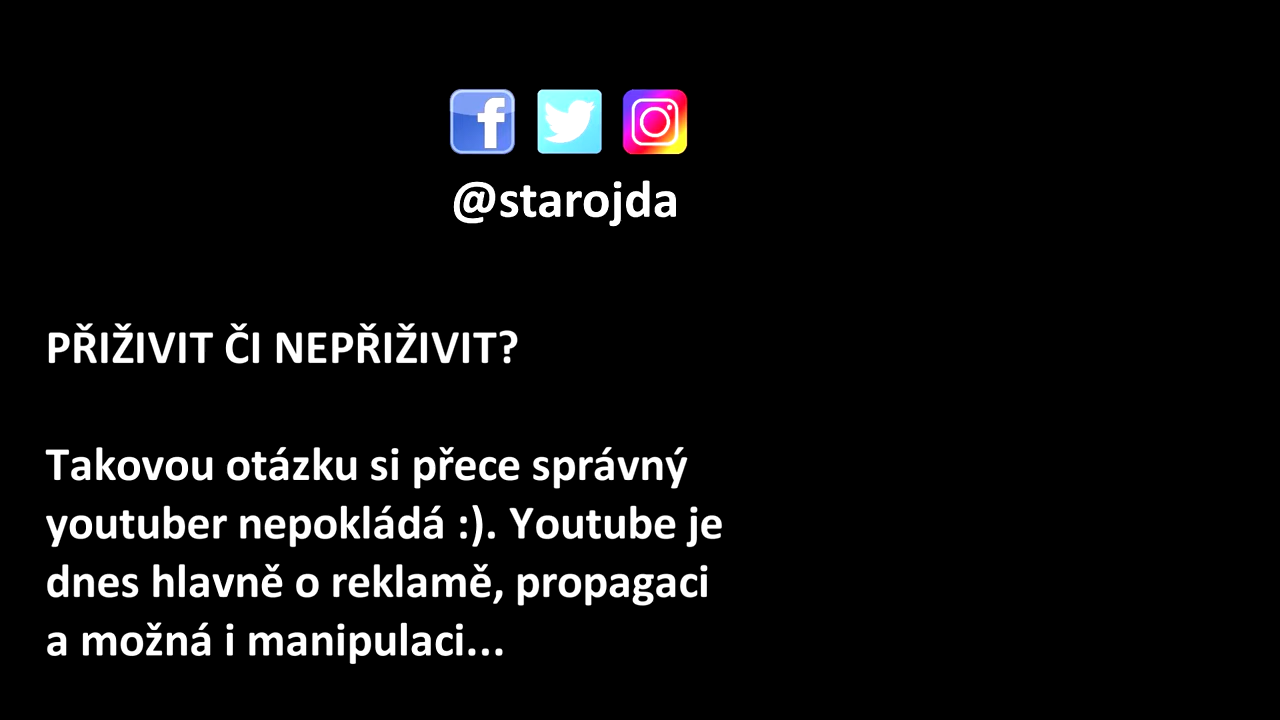 @starojda
PŘIŽIVIT ČI NEPŘIŽIVIT?
Takovou otázku si přece správný
youtuber nepokládá :). Youtube je
dnes hlavně o reklamě, propagaci
a možná i manipulaci...